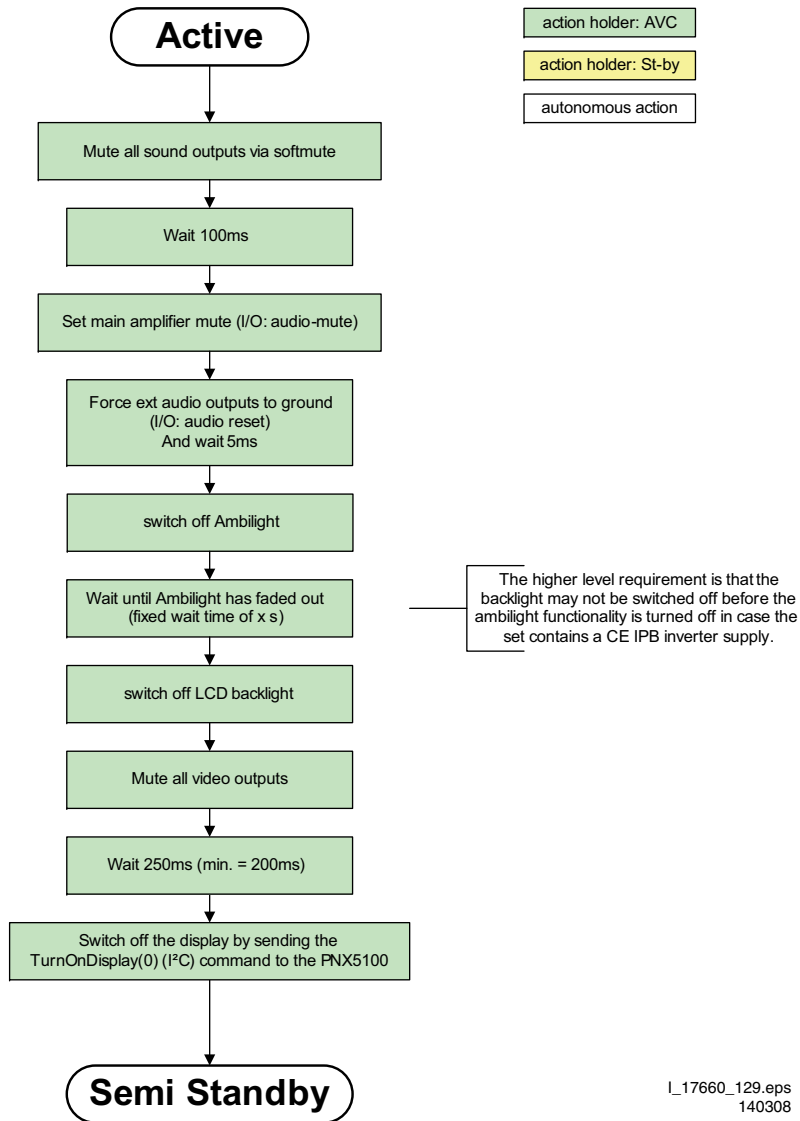 Active
action holder: AVC
action holder: St-by
autonomous action
Mute all sound outputs via softmute
Wait 100ms
Set main amplifier mute (I/O: audio-mute)
Force ext audio outputs to ground
(I/O: audio reset)
And wait 5ms
switch off Ambilight
Wait until Ambilight has faded out
(fixed wait time of x s)
The higher level requirement is that the
backlight may not be switched off before the
ambilight functionality is turned off in case the
set contains a CE IPB inverter supply.
switch off LCD backlight
Mute all video outputs
Wait 250ms (min. = 200ms)
Switch off the display by sending the
TurnOnDisplay(0) (I²C) command to the PNX5100
Semi Standby
I_17660_129.eps
140308